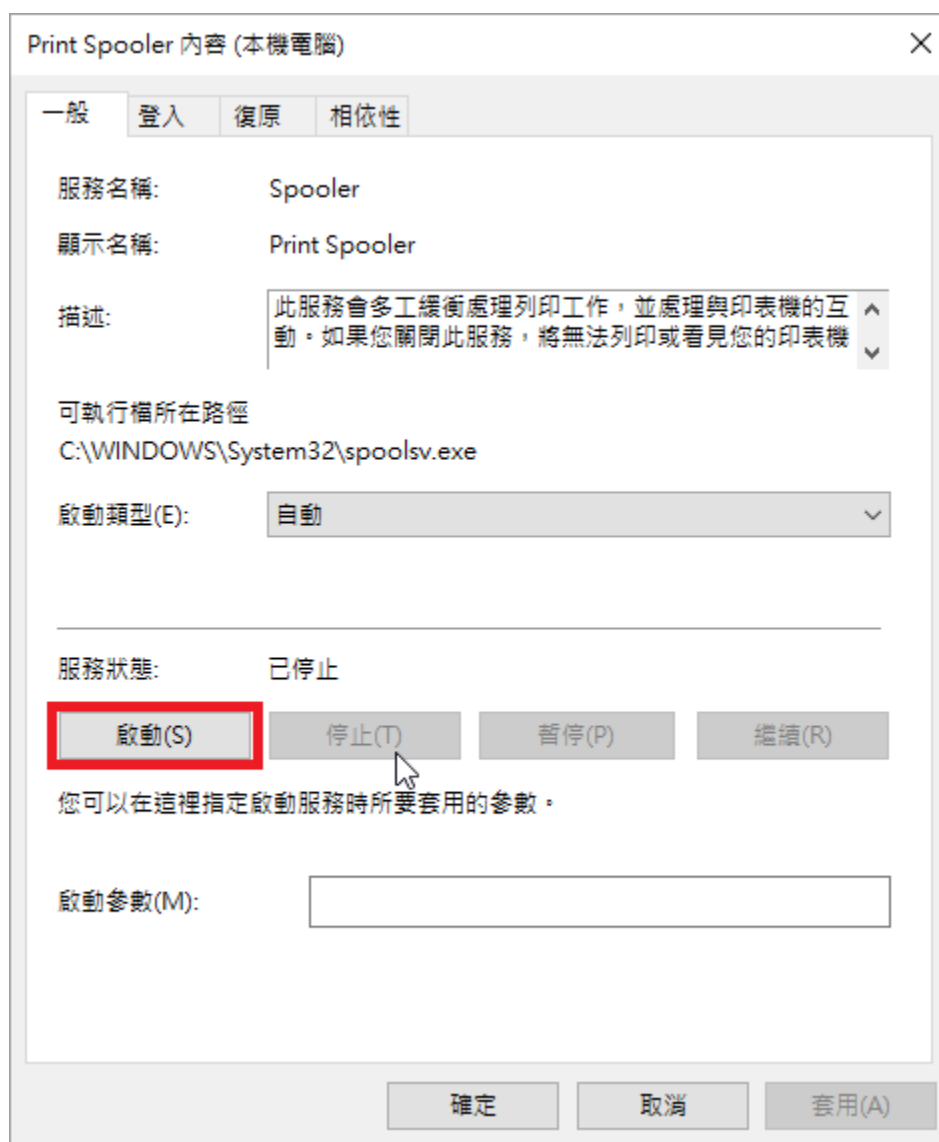 Print Spooler 內容 (本機電腦)
一般 登入 復原 相依性
服務名稱: Spooler
顯示名稱: Print Spooler
描述: 此服務會多工緩衝處理列印工作，並處理與印表機的互
動。如果您關閉此服務，將無法列印或看見您的印表機
可執行檔所在路徑
C:\WINDOWS\System32\spoolsv.exe
啟動類型(E): 自動
服務狀態: 已停止
啟動(S) 停止(T) 暫停(P) 繼續(R)
您可以在這裡指定啟動服務時所要套用的參數。
啟動參數(M):
確定 取消 套用(A)